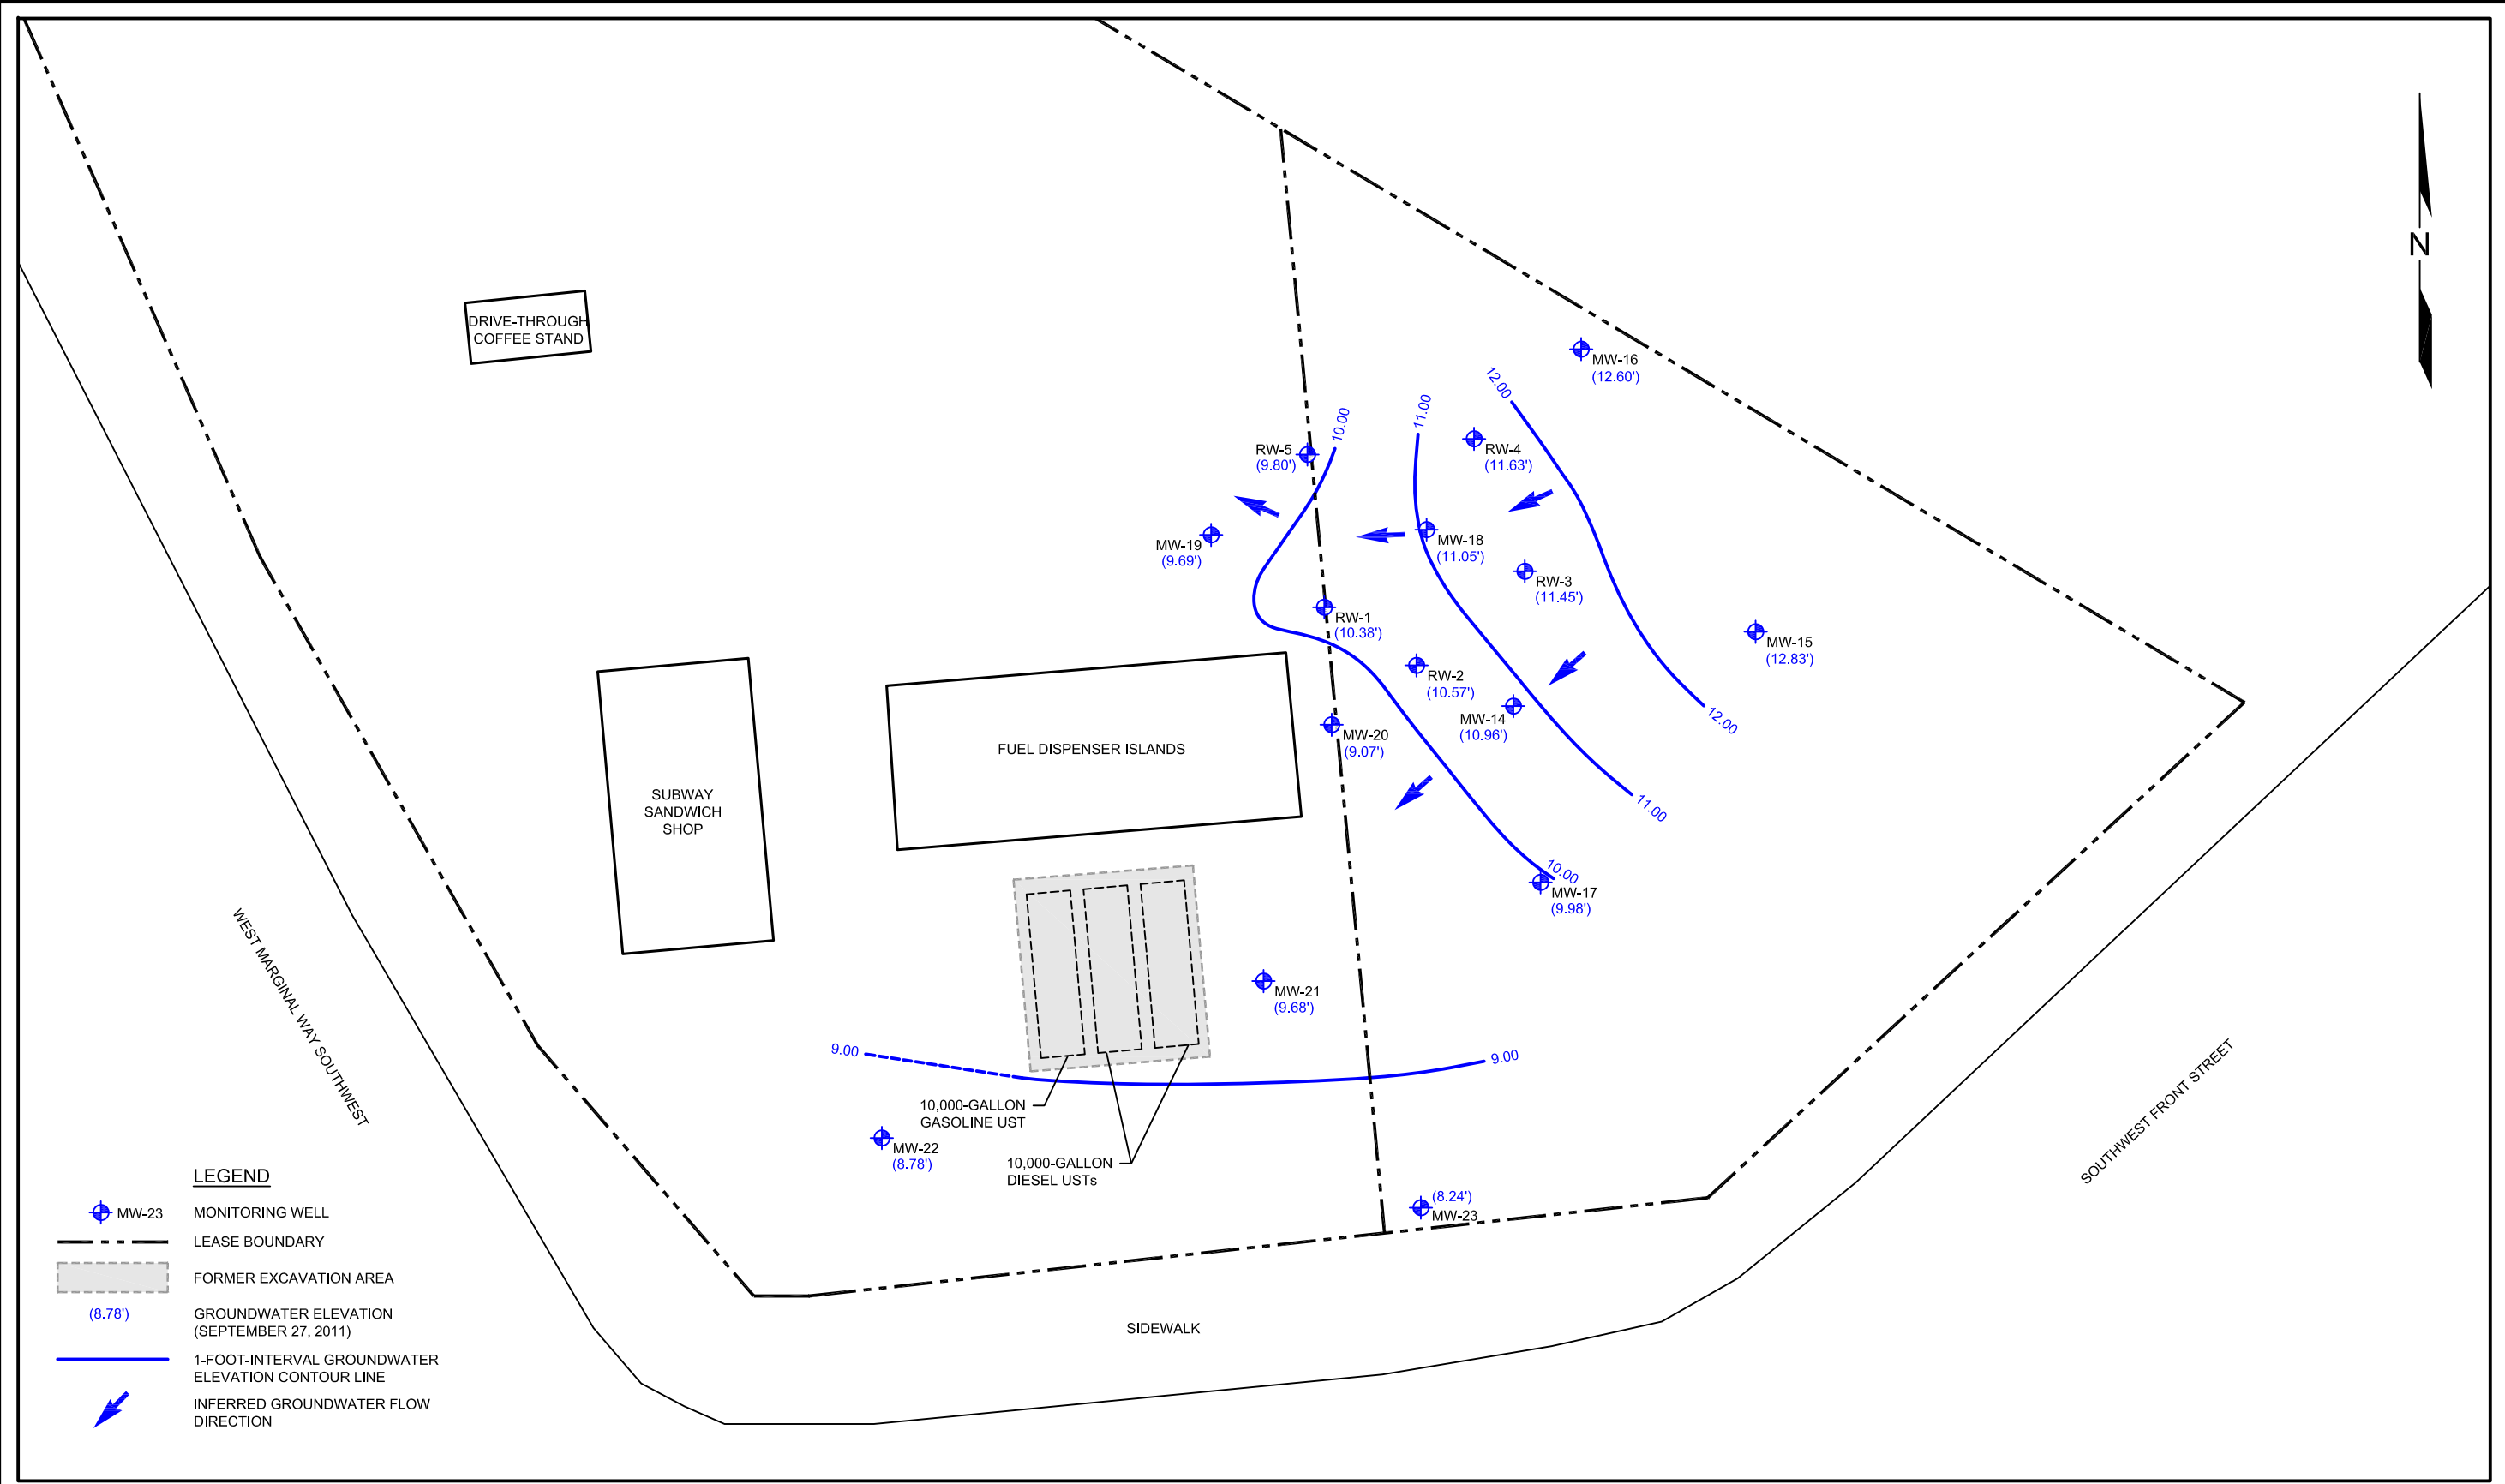 N
DRIVE-THROUGH
COFFEE STAND
12.00
MW-16
(12.60')
11.00
10.00
RW-5
(9.80')
RW-4
(11.63')
MW-19
(9.69')
MW-18
(11.05')
RW-3
(11.45')
RW-1
(10.38')
MW-15
(12.83')
RW-2
(10.57')
MW-14
(10.96')
12.00
MW-20
(9.07')
FUEL DISPENSER ISLANDS
SUBWAY
SANDWICH
SHOP
11.00
10.00
MW-17
(9.98')
WEST MARGINAL WAY SOUTHWEST
MW-21
(9.68')
9.00
9.00
SOUTHWEST FRONT STREET
10,000-GALLON
GASOLINE UST
MW-22
(8.78')
10,000-GALLON
DIESEL USTs
(8.24')
MW-23
SIDEWALK
LEGEND
MW-23 MONITORING WELL
LEASE BOUNDARY
FORMER EXCAVATION AREA
(8.78') GROUNDWATER ELEVATION
(SEPTEMBER 27, 2011)
1-FOOT-INTERVAL GROUNDWATER
ELEVATION CONTOUR LINE
INFERRED GROUNDWATER FLOW
DIRECTION